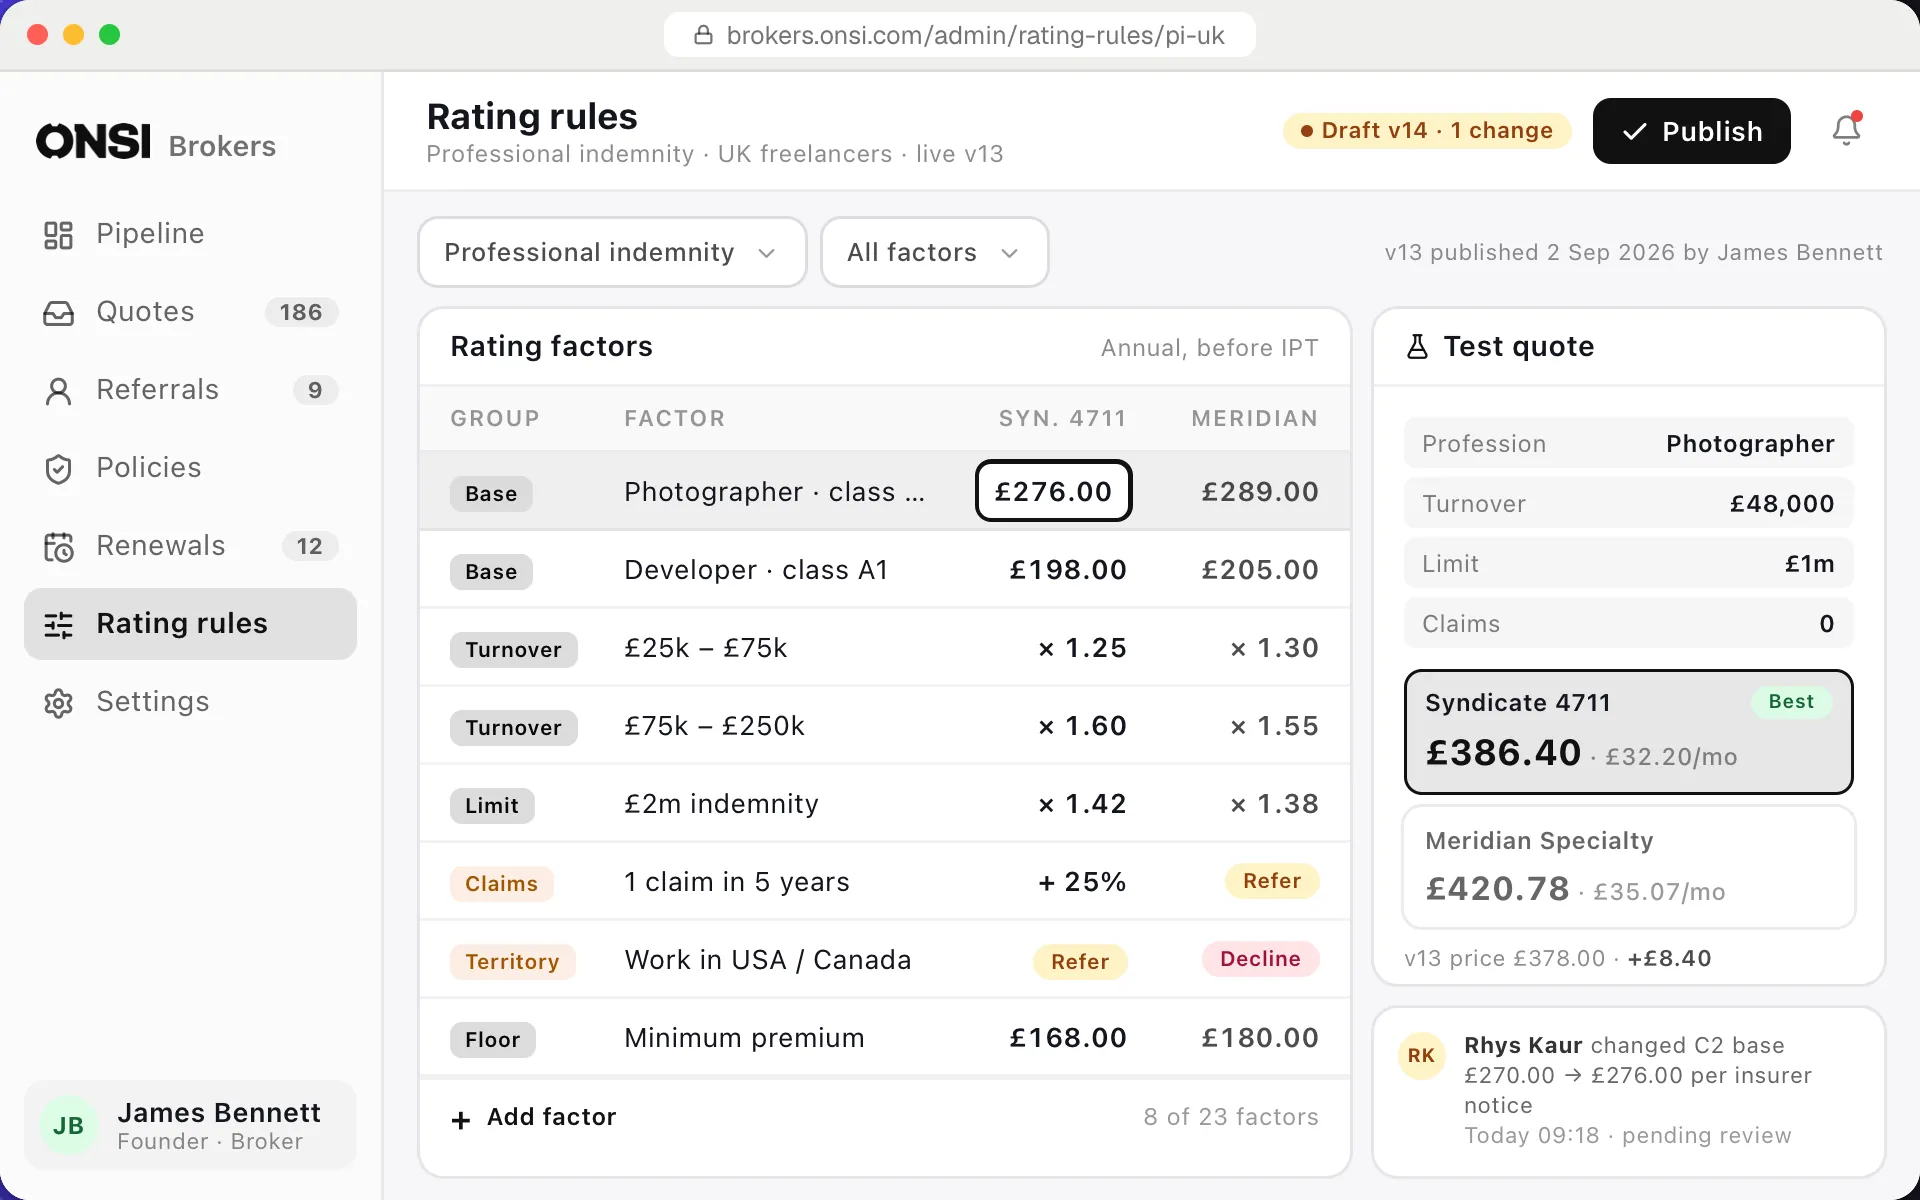 brokers.onsi.com/admin/rating-rules/pi-uk
ONSI Brokers
Pipeline
Quotes 186
Referrals 9
Policies
Renewals 12
Rating rules
Settings
JB
James Bennett
Founder · Broker
Rating rules
Professional indemnity · UK freelancers · live v13
Draft v14 · 1 change
Publish
Professional indemnity
All factors
v13 published 2 Sep 2026 by James Bennett
Rating factors
Annual, before IPT
GROUP FACTOR SYN. 4711 MERIDIAN
Base Photographer · class ... £276.00 £289.00
Base Developer · class A1 £198.00 £205.00
Turnover £25k – £75k × 1.25 × 1.30
Turnover £75k – £250k × 1.60 × 1.55
Limit £2m indemnity × 1.42 × 1.38
Claims 1 claim in 5 years + 25% Refer
Territory Work in USA / Canada Refer Decline
Floor Minimum premium £168.00 £180.00
+ Add factor
8 of 23 factors
Test quote
Profession Photographer
Turnover £48,000
Limit £1m
Claims 0
Syndicate 4711 Best
£386.40 · £32.20/mo
Meridian Specialty
£420.78 · £35.07/mo
v13 price £378.00 · +£8.40
RK
Rhys Kaur changed C2 base
£270.00 → £276.00 per insurer
notice
Today 09:18 · pending review